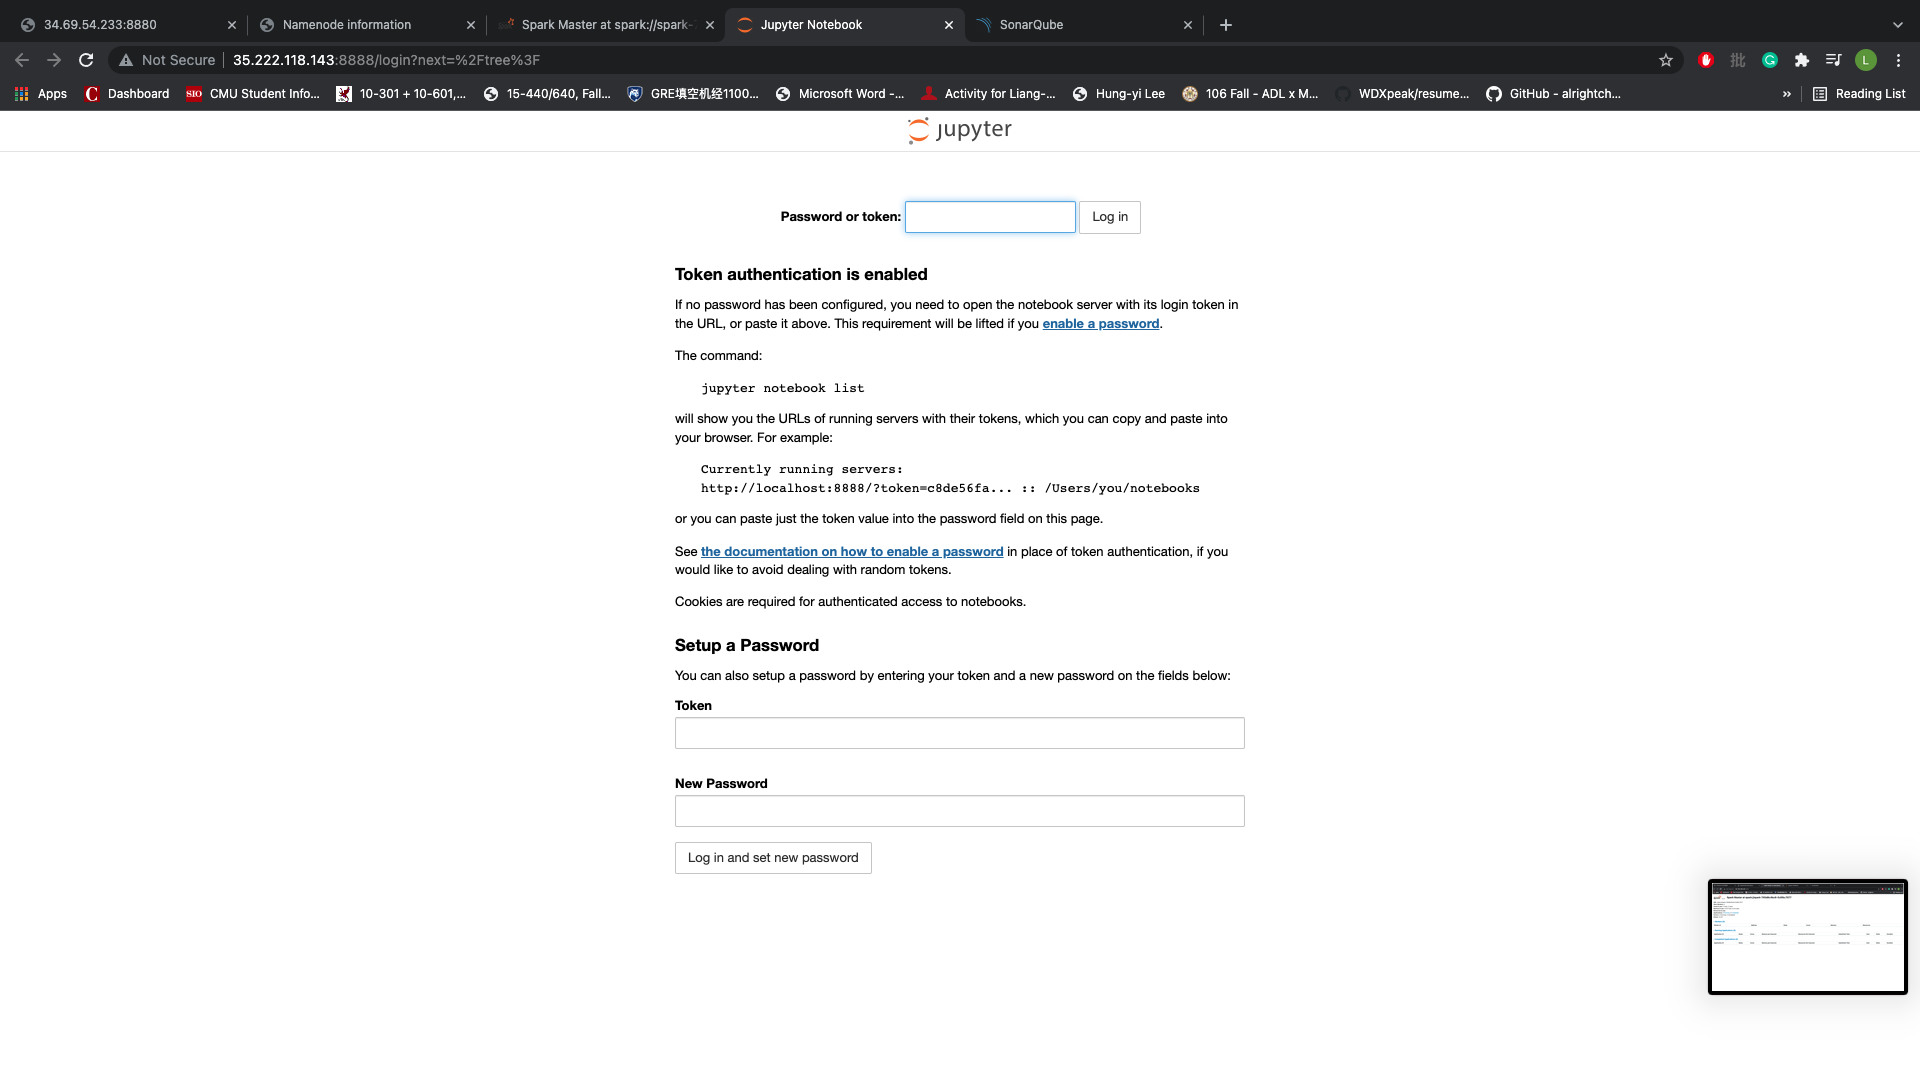 34.69.54.233:8880
Namenode information
Spark Master at spark://spark-
Jupyter Notebook
SonarQube
Not Secure
35.222.118.143:8888/login?next=%2Ftree%3F
L
Apps
Dashboard
SIO
CMU Student Info...
10-301 + 10-601,...
15-440/640, Fall...
GRE填空机经1100...
Microsoft Word -...
Activity for Liang-...
Hung-yi Lee
106 Fall - ADL x M...
WDXpeak/resume...
GitHub - alrightch...
»
Reading List
jupyter
Password or token:
Log in
Token authentication is enabled
If no password has been configured, you need to open the notebook server with its login token in
the URL, or paste it above. This requirement will be lifted if you enable a password.
The command:
jupyter notebook list
will show you the URLs of running servers with their tokens, which you can copy and paste into
your browser. For example:
Currently running servers:
http://localhost:8888/?token=c8de56fa... :: /Users/you/notebooks
or you can paste just the token value into the password field on this page.
See the documentation on how to enable a password in place of token authentication, if you
would like to avoid dealing with random tokens.
Cookies are required for authenticated access to notebooks.
Setup a Password
You can also setup a password by entering your token and a new password on the fields below:
Token
New Password
Log in and set new password